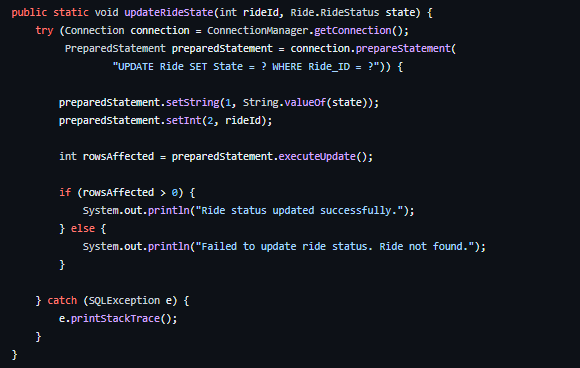 public static void updateRideState(int rideId, Ride.RideStatus state) {
    try (Connection connection = ConnectionManager.getConnection();
         PreparedStatement preparedStatement = connection.prepareStatement(
                 "UPDATE Ride SET State = ? WHERE Ride_ID = ?")) {

        preparedStatement.setString(1, String.valueOf(state));
        preparedStatement.setInt(2, rideId);

        int rowsAffected = preparedStatement.executeUpdate();

        if (rowsAffected > 0) {
            System.out.println("Ride status updated successfully.");
        } else {
            System.out.println("Failed to update ride status. Ride not found.");
        }

    } catch (SQLException e) {
        e.printStackTrace();
    }
}